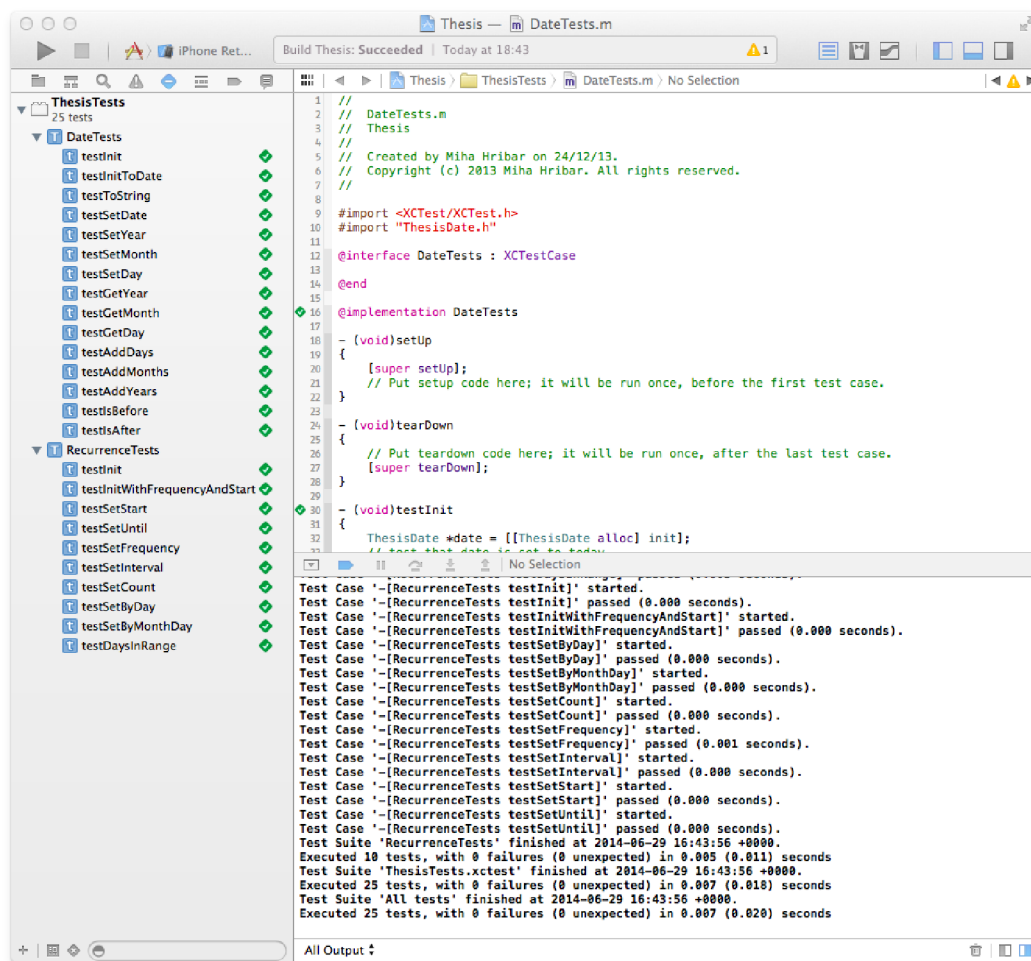 Thesis — DateTests.m
iPhone Ret...
Build Thesis: Succeeded | Today at 18:43
1
Thesis
ThesisTests
DateTests.m
No Selection
ThesisTests
25 tests
DateTests
testInit
testInitToDate
testToString
testSetDate
testSetYear
testSetMonth
testSetDay
testGetYear
testGetMonth
testGetDay
testAddDays
testAddMonths
testAddYears
testIsBefore
testIsAfter
RecurrenceTests
testInit
testInitWithFrequencyAndStart
testSetStart
testSetUntil
testSetFrequency
testSetInterval
testSetCount
testSetByDay
testSetByMonthDay
testDaysInRange
1 //
2 // DateTests.m
3 // Thesis
4 //
5 // Created by Miha Hribar on 24/12/13.
6 // Copyright (c) 2013 Miha Hribar. All rights reserved.
7 //
8
9 #import <XCTest/XCTest.h>
10 #import "ThesisDate.h"
11
12 @interface DateTests : XCTestCase
13
14 @end
15
16 @implementation DateTests
17
18 - (void)setUp
19 {
20 [super setUp];
21 // Put setup code here; it will be run once, before the first test case.
22 }
23
24 - (void)tearDown
25 {
26 // Put teardown code here; it will be run once, after the last test case.
27 [super tearDown];
28 }
29
30 - (void)testInit
31 {
32 ThesisDate *date = [[ThesisDate alloc] init];
// test that date is set to today
No Selection
Test Case '-[RecurrenceTests testInit]' started.
Test Case '-[RecurrenceTests testInit]' passed (0.000 seconds).
Test Case '-[RecurrenceTests testInitWithFrequencyAndStart]' started.
Test Case '-[RecurrenceTests testInitWithFrequencyAndStart]' passed (0.000 seconds).
Test Case '-[RecurrenceTests testSetByDay]' started.
Test Case '-[RecurrenceTests testSetByDay]' passed (0.000 seconds).
Test Case '-[RecurrenceTests testSetByMonthDay]' started.
Test Case '-[RecurrenceTests testSetByMonthDay]' passed (0.000 seconds).
Test Case '-[RecurrenceTests testSetCount]' started.
Test Case '-[RecurrenceTests testSetCount]' passed (0.000 seconds).
Test Case '-[RecurrenceTests testSetFrequency]' started.
Test Case '-[RecurrenceTests testSetFrequency]' passed (0.001 seconds).
Test Case '-[RecurrenceTests testSetInterval]' started.
Test Case '-[RecurrenceTests testSetInterval]' passed (0.000 seconds).
Test Case '-[RecurrenceTests testSetStart]' started.
Test Case '-[RecurrenceTests testSetStart]' passed (0.000 seconds).
Test Case '-[RecurrenceTests testSetUntil]' started.
Test Case '-[RecurrenceTests testSetUntil]' passed (0.000 seconds).
Test Suite 'RecurrenceTests' finished at 2014-06-29 16:43:56 +0000.
Executed 10 tests, with 0 failures (0 unexpected) in 0.005 (0.011) seconds
Test Suite 'ThesisTests.xctest' finished at 2014-06-29 16:43:56 +0000.
Executed 25 tests, with 0 failures (0 unexpected) in 0.007 (0.018) seconds
Test Suite 'All tests' finished at 2014-06-29 16:43:56 +0000.
Executed 25 tests, with 0 failures (0 unexpected) in 0.007 (0.020) seconds
All Output